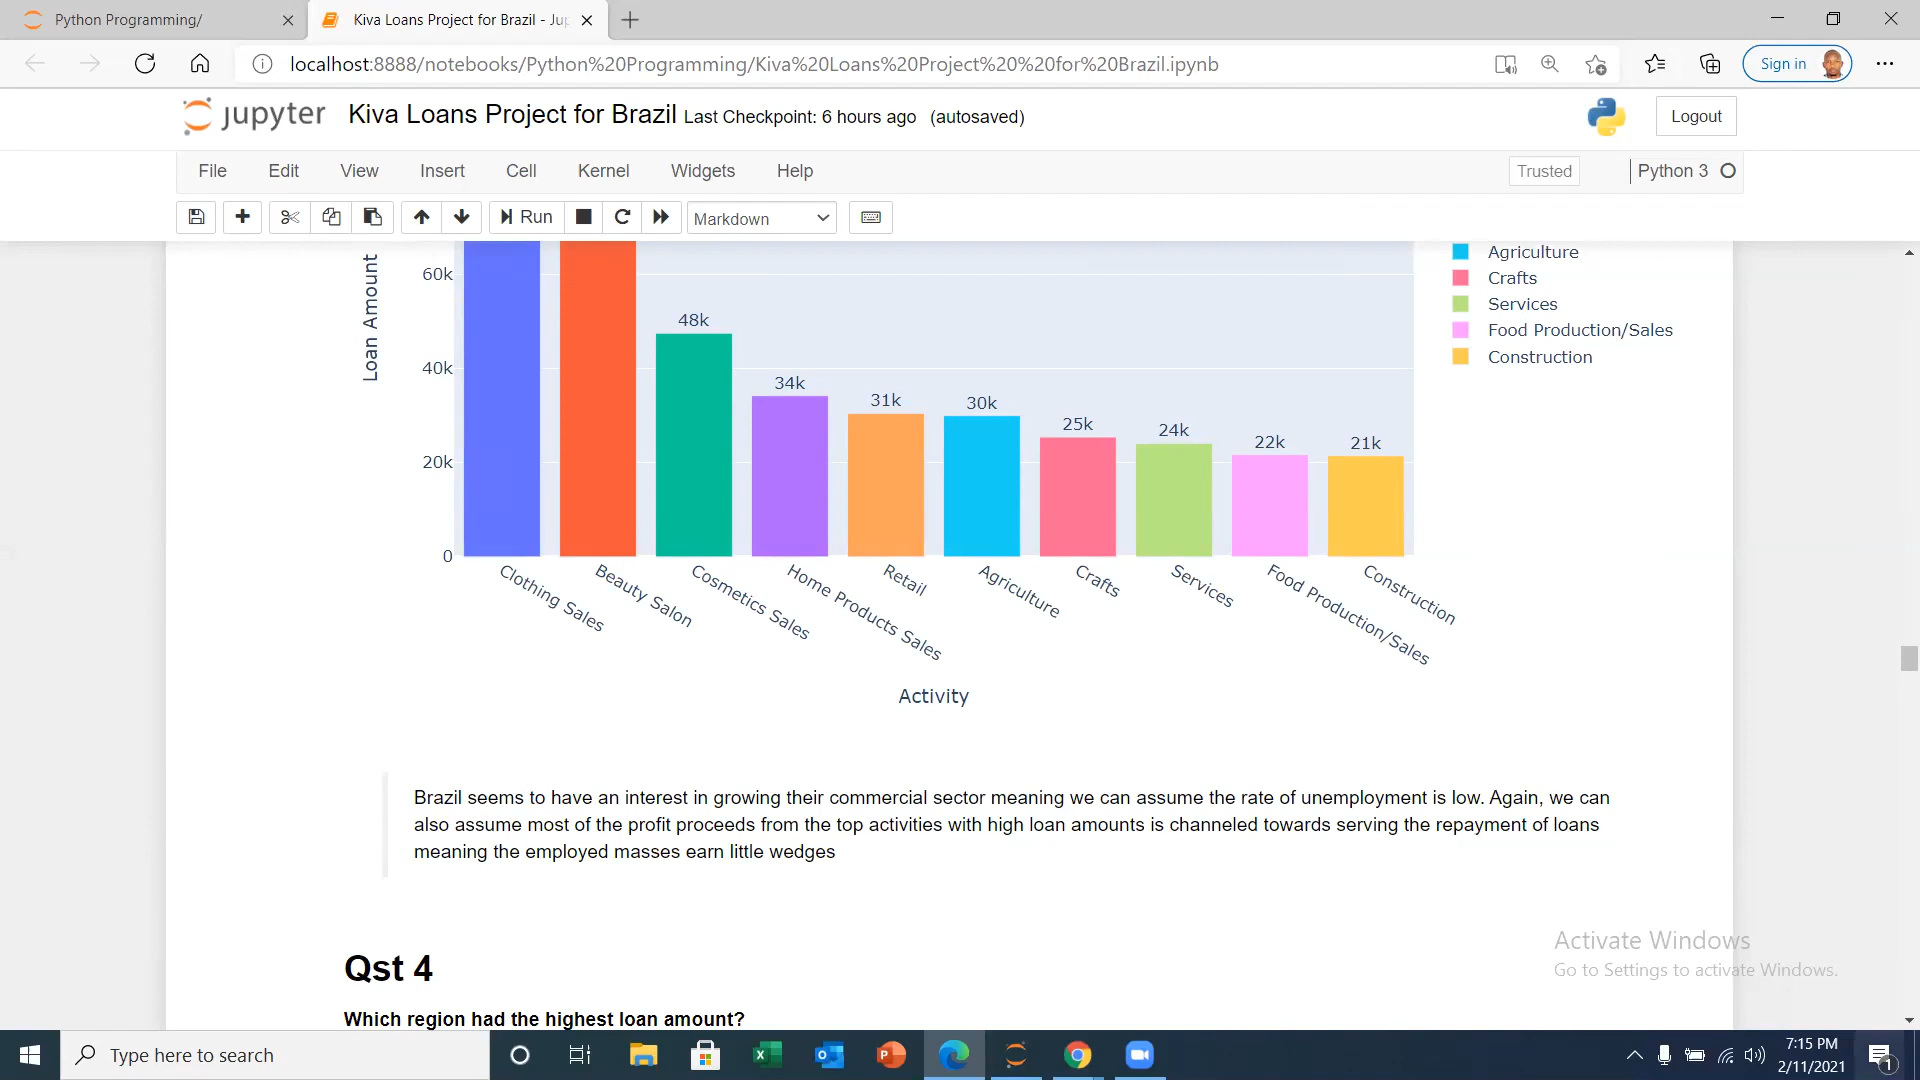 Python Programming/
Kiva Loans Project for Brazil - Ju
localhost:8888/notebooks/Python%20Programming/Kiva%20Loans%20Project%20%20for%20Brazil.ipynb
Sign in
jupyter Kiva Loans Project for Brazil Last Checkpoint: 6 hours ago (autosaved)
Logout
File Edit View Insert Cell Kernel Widgets Help
Trusted
Python 3
Run
Markdown
Loan Amount
60k
40k
20k
0
48k
34k
31k
30k
25k
24k
22k
21k
Agriculture
Crafts
Services
Food Production/Sales
Construction
Clothing Sales
Beauty Salon
Cosmetics Sales
Home Products Sales
Retail
Agriculture
Crafts
Services
Food Production/Sales
Construction
Activity
Brazil seems to have an interest in growing their commercial sector meaning we can assume the rate of unemployment is low. Again, we can
also assume most of the profit proceeds from the top activities with high loan amounts is channeled towards serving the repayment of loans
meaning the employed masses earn little wedges
Qst 4
Which region had the highest loan amount?
Activate Windows
Go to Settings to activate Windows.
Type here to search
7:15 PM
2/11/2021
1